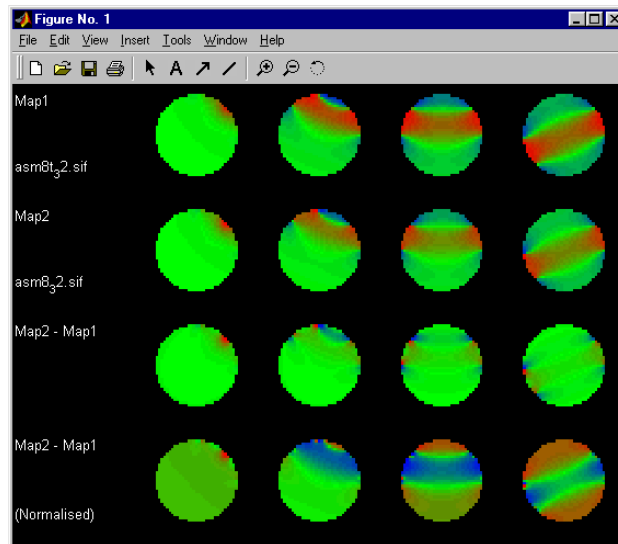 Figure No. 1
File Edit View Insert Tools Window Help
A
Map1
asm8t₃2.sif
Map2
asm8₃2.sif
Map2 - Map1
Map2 - Map1
(Normalised)